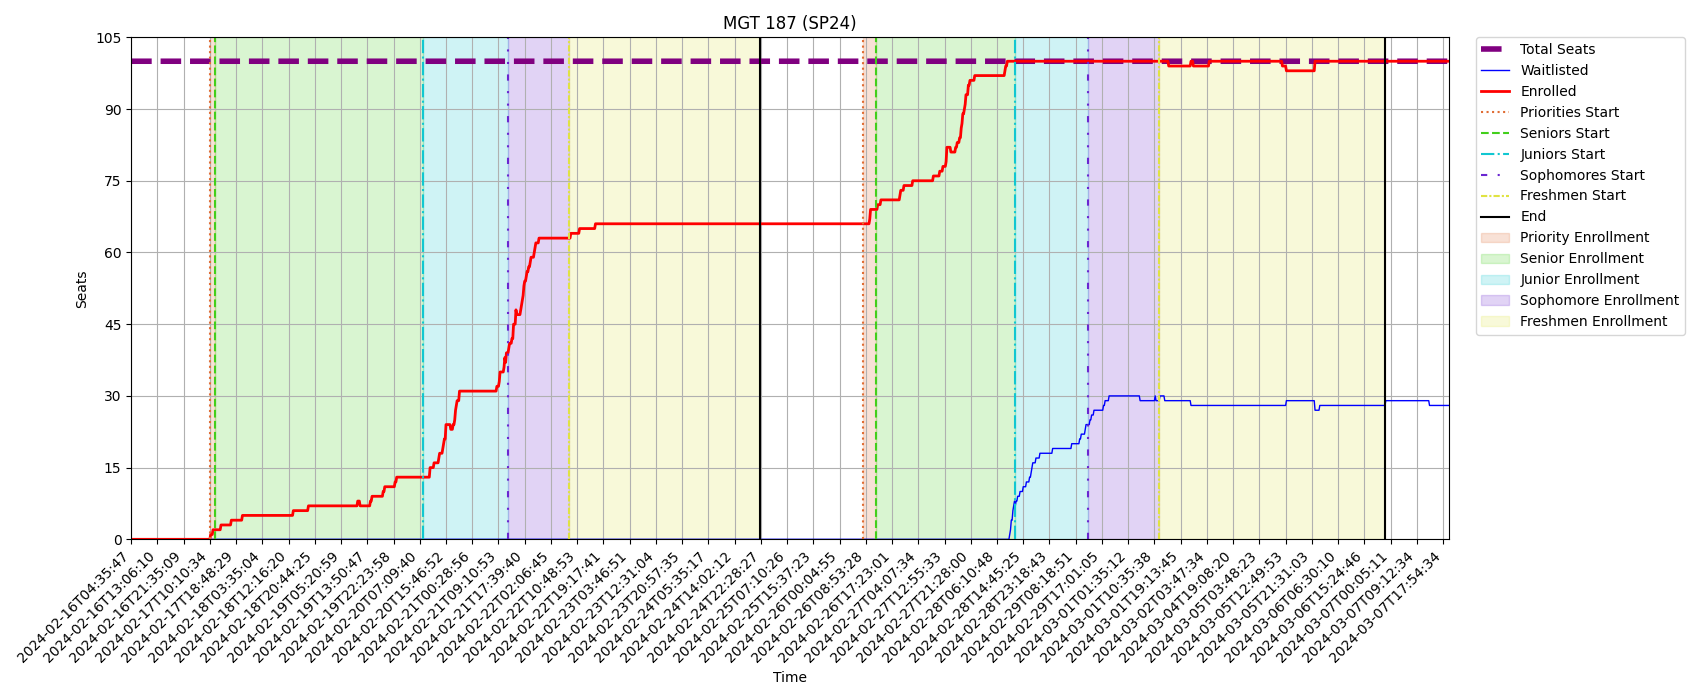 MGT 187 (SP24)
105
90
75
60
45
30
15
0
Seats
2024-02-16T04:35:47
2024-02-16T13:06:10
2024-02-16T21:35:09
2024-02-17T10:10:34
2024-02-17T18:48:29
2024-02-18T03:35:04
2024-02-18T12:16:20
2024-02-18T20:44:25
2024-02-19T05:20:59
2024-02-19T13:50:47
2024-02-19T22:23:58
2024-02-20T07:09:40
2024-02-20T15:46:52
2024-02-21T00:28:56
2024-02-21T09:10:53
2024-02-21T17:39:40
2024-02-22T02:06:45
2024-02-22T10:48:53
2024-02-22T19:17:41
2024-02-23T03:46:51
2024-02-23T12:31:04
2024-02-23T20:57:35
2024-02-24T05:35:17
2024-02-24T14:02:12
2024-02-24T22:28:27
2024-02-25T07:10:26
2024-02-25T15:37:23
2024-02-26T00:04:55
2024-02-26T08:53:28
2024-02-26T17:23:01
2024-02-27T04:07:34
2024-02-27T12:55:33
2024-02-27T21:28:00
2024-02-28T06:10:48
2024-02-28T14:45:25
2024-02-28T23:18:43
2024-02-29T08:18:51
2024-02-29T17:01:05
2024-03-01T01:35:12
2024-03-01T10:35:38
2024-03-01T19:13:45
2024-03-02T03:47:34
2024-03-04T19:08:20
2024-03-05T03:48:23
2024-03-05T12:49:53
2024-03-05T21:31:03
2024-03-06T06:30:10
2024-03-06T15:24:46
2024-03-07T00:05:11
2024-03-07T09:12:34
2024-03-07T17:54:34
Time
Total Seats
Waitlisted
Enrolled
Priorities Start
Seniors Start
Juniors Start
Sophomores Start
Freshmen Start
End
Priority Enrollment
Senior Enrollment
Junior Enrollment
Sophomore Enrollment
Freshmen Enrollment